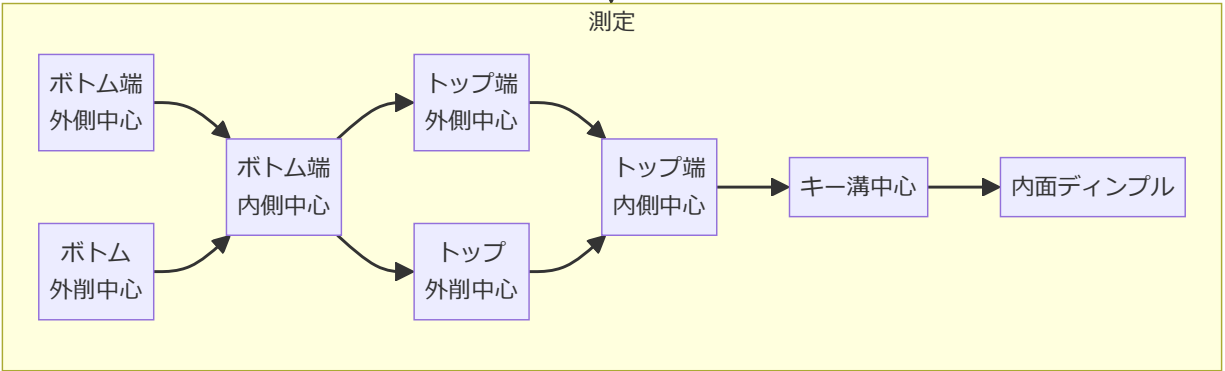 測定
ボトム端
外側中心
ボトム
外削中心
ボトム端
内側中心
トップ端
外側中心
トップ
外削中心
トップ端
内側中心
キー溝中心
内面ディンプル